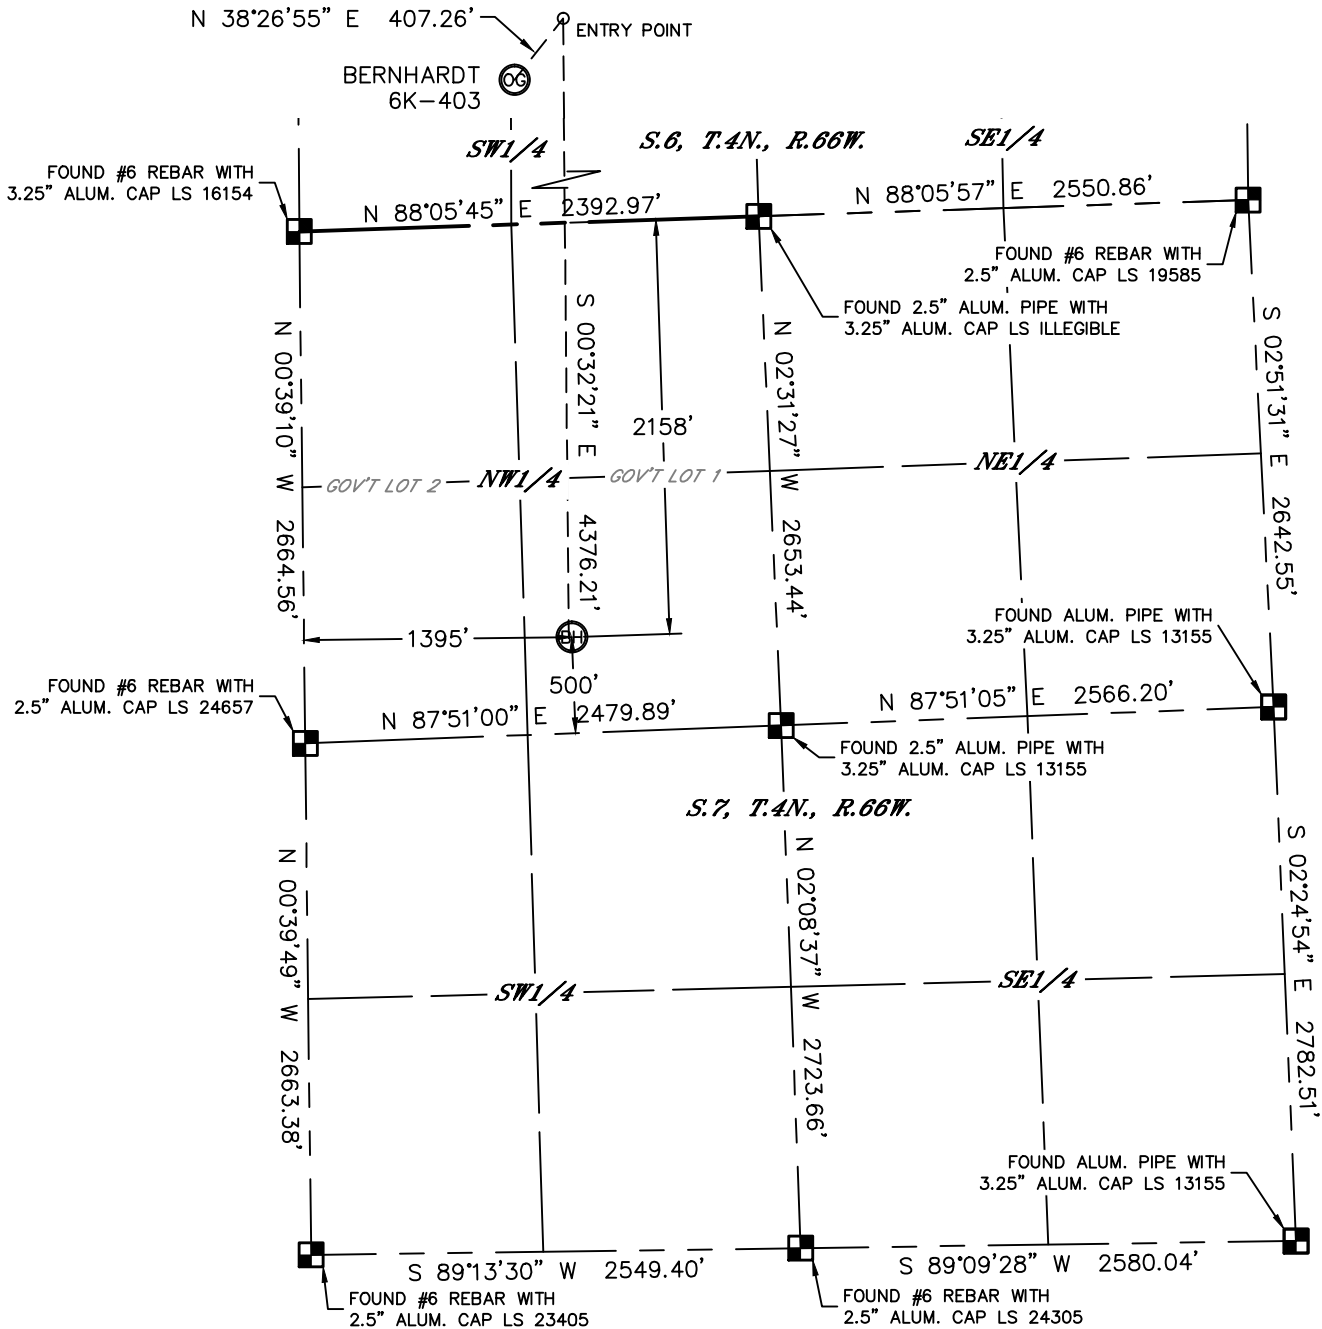 N 38°26'55" E 407.26'
ENTRY POINT
BERNHARDT
6K-403
OG
SW1/4
S.6, T.4N., R.66W.
SE1/4
FOUND #6 REBAR WITH
3.25" ALUM. CAP LS 16154
N 88°05'45" E 2392.97'
N 88°05'57" E 2550.86'
FOUND #6 REBAR WITH
2.5" ALUM. CAP LS 19585
FOUND 2.5" ALUM. PIPE WITH
3.25" ALUM. CAP LS ILLEGIBLE
N 00°39'10" W 2664.56'
S 00°32'21" E 4376.21'
2158'
N 02°31'27" W 2653.44'
S 02°51'31" E 2642.55'
GOV'T LOT 2
NW1/4
GOV'T LOT 1
NE1/4
1395'
BH
500'
FOUND ALUM. PIPE WITH
3.25" ALUM. CAP LS 13155
FOUND #6 REBAR WITH
2.5" ALUM. CAP LS 24657
N 87°51'00" E 2479.89'
N 87°51'05" E 2566.20'
FOUND 2.5" ALUM. PIPE WITH
3.25" ALUM. CAP LS 13155
S.7, T.4N., R.66W.
N 00°39'49" W 2663.38'
N 02°08'37" W 2723.66'
S 02°24'54" E 2782.51'
SW1/4
SE1/4
FOUND ALUM. PIPE WITH
3.25" ALUM. CAP LS 13155
S 89°13'30" W 2549.40'
S 89°09'28" W 2580.04'
FOUND #6 REBAR WITH
2.5" ALUM. CAP LS 23405
FOUND #6 REBAR WITH
2.5" ALUM. CAP LS 24305